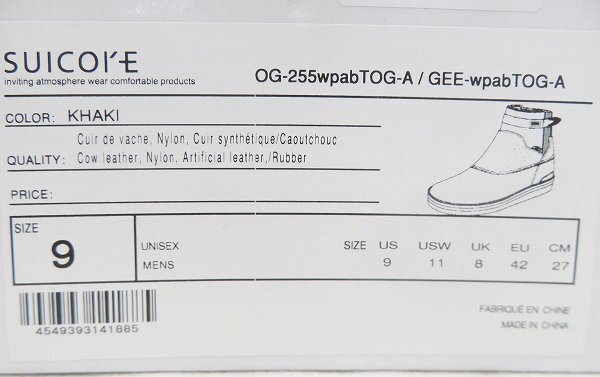 SUICOKE
inviting atmosphere wear comfortable products
OG-255wpabTOG-A / GEE-wpabTOG-A
COLOR: KHAKI
Cuir de vache, Nylon, Cuir synthétique/Caoutchouc
QUALITY: Cow leather, Nylon, Artificial leather,/Rubber
PRICE:
SIZE
9
UNISEX SIZE US USW UK EU CM
MENS 9 11 8 42 27
4549393141885
FABRIQUÉ EN CHINE
MADE IN CHINA